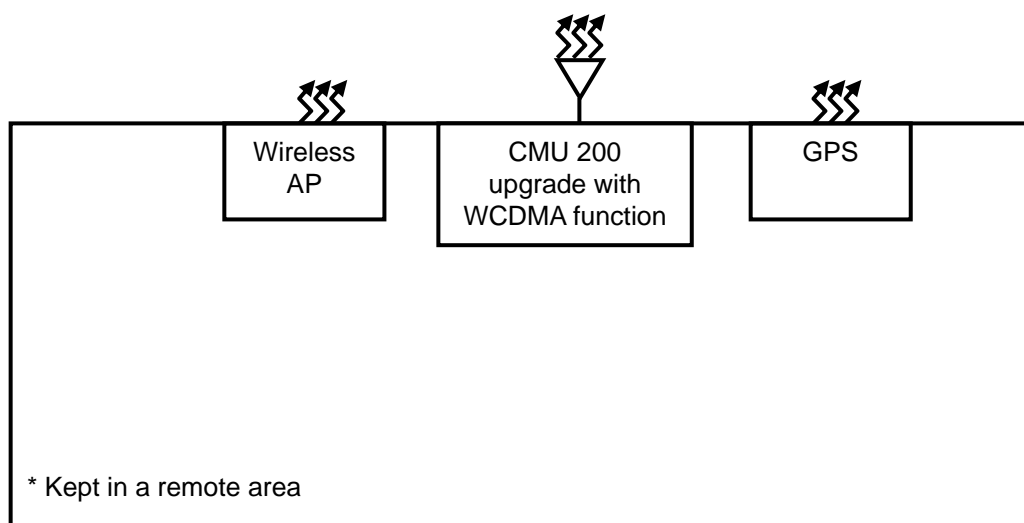 Wireless
AP
CMU 200
upgrade with
WCDMA function
GPS
* Kept in a remote area